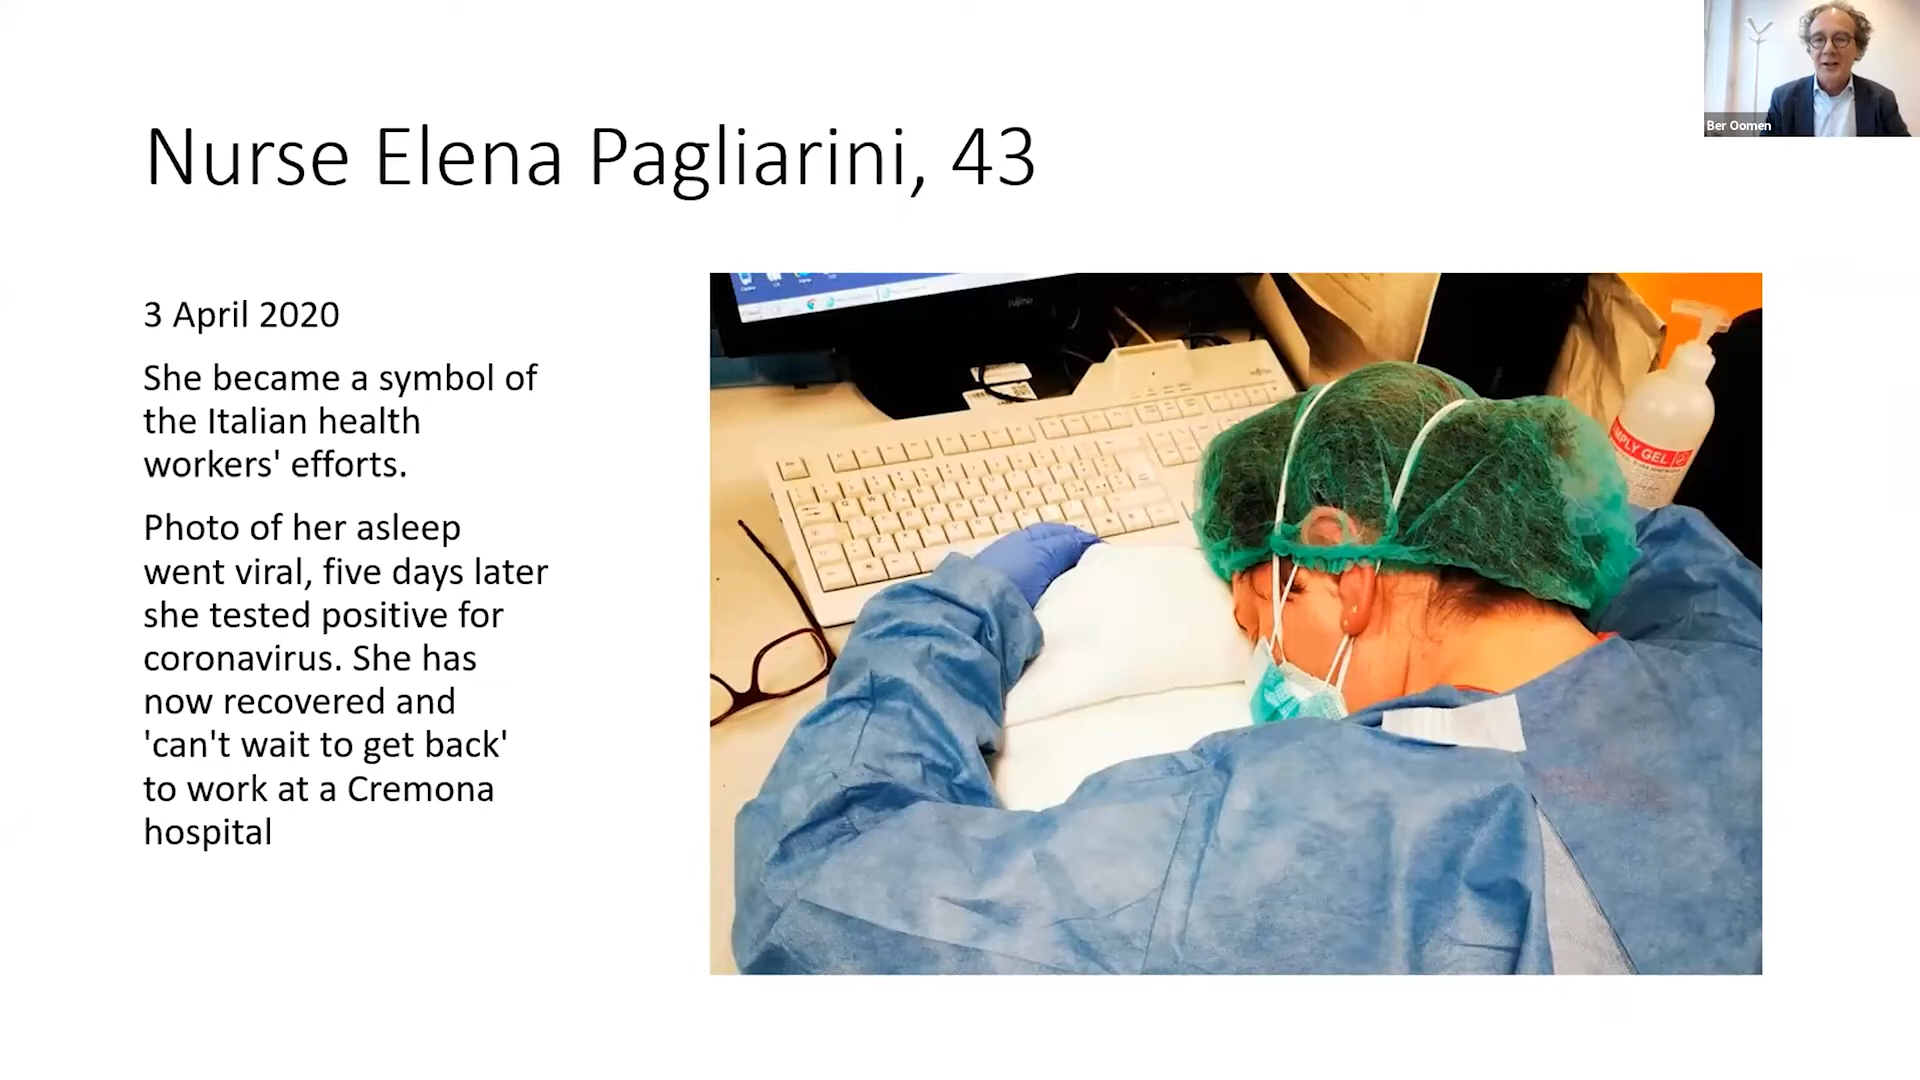 Ber Oomen
Nurse Elena Pagliarini, 43
3 April 2020
She became a symbol of
the Italian health
workers' efforts.
Photo of her asleep
went viral, five days later
she tested positive for
coronavirus. She has
now recovered and
'can't wait to get back'
to work at a Cremona
hospital
FUJITSU
GEL